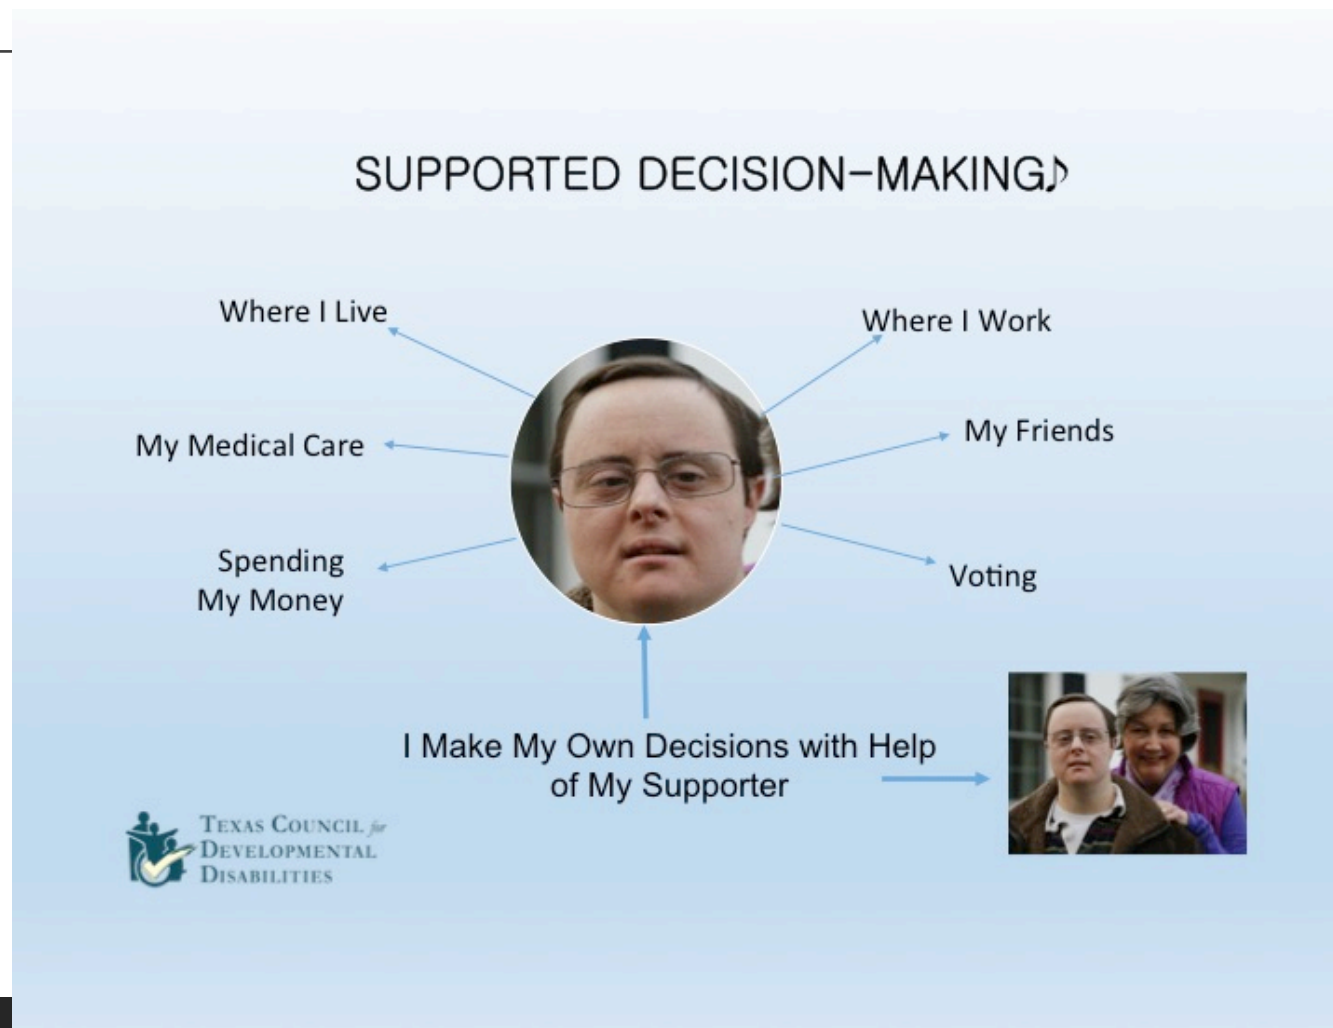 SUPPORTED DECISION-MAKING♪
Where I Live
Where I Work
My Medical Care
My Friends
Spending
My Money
Voting
I Make My Own Decisions with Help
of My Supporter
TEXAS COUNCIL for
DEVELOPMENTAL
DISABILITIES